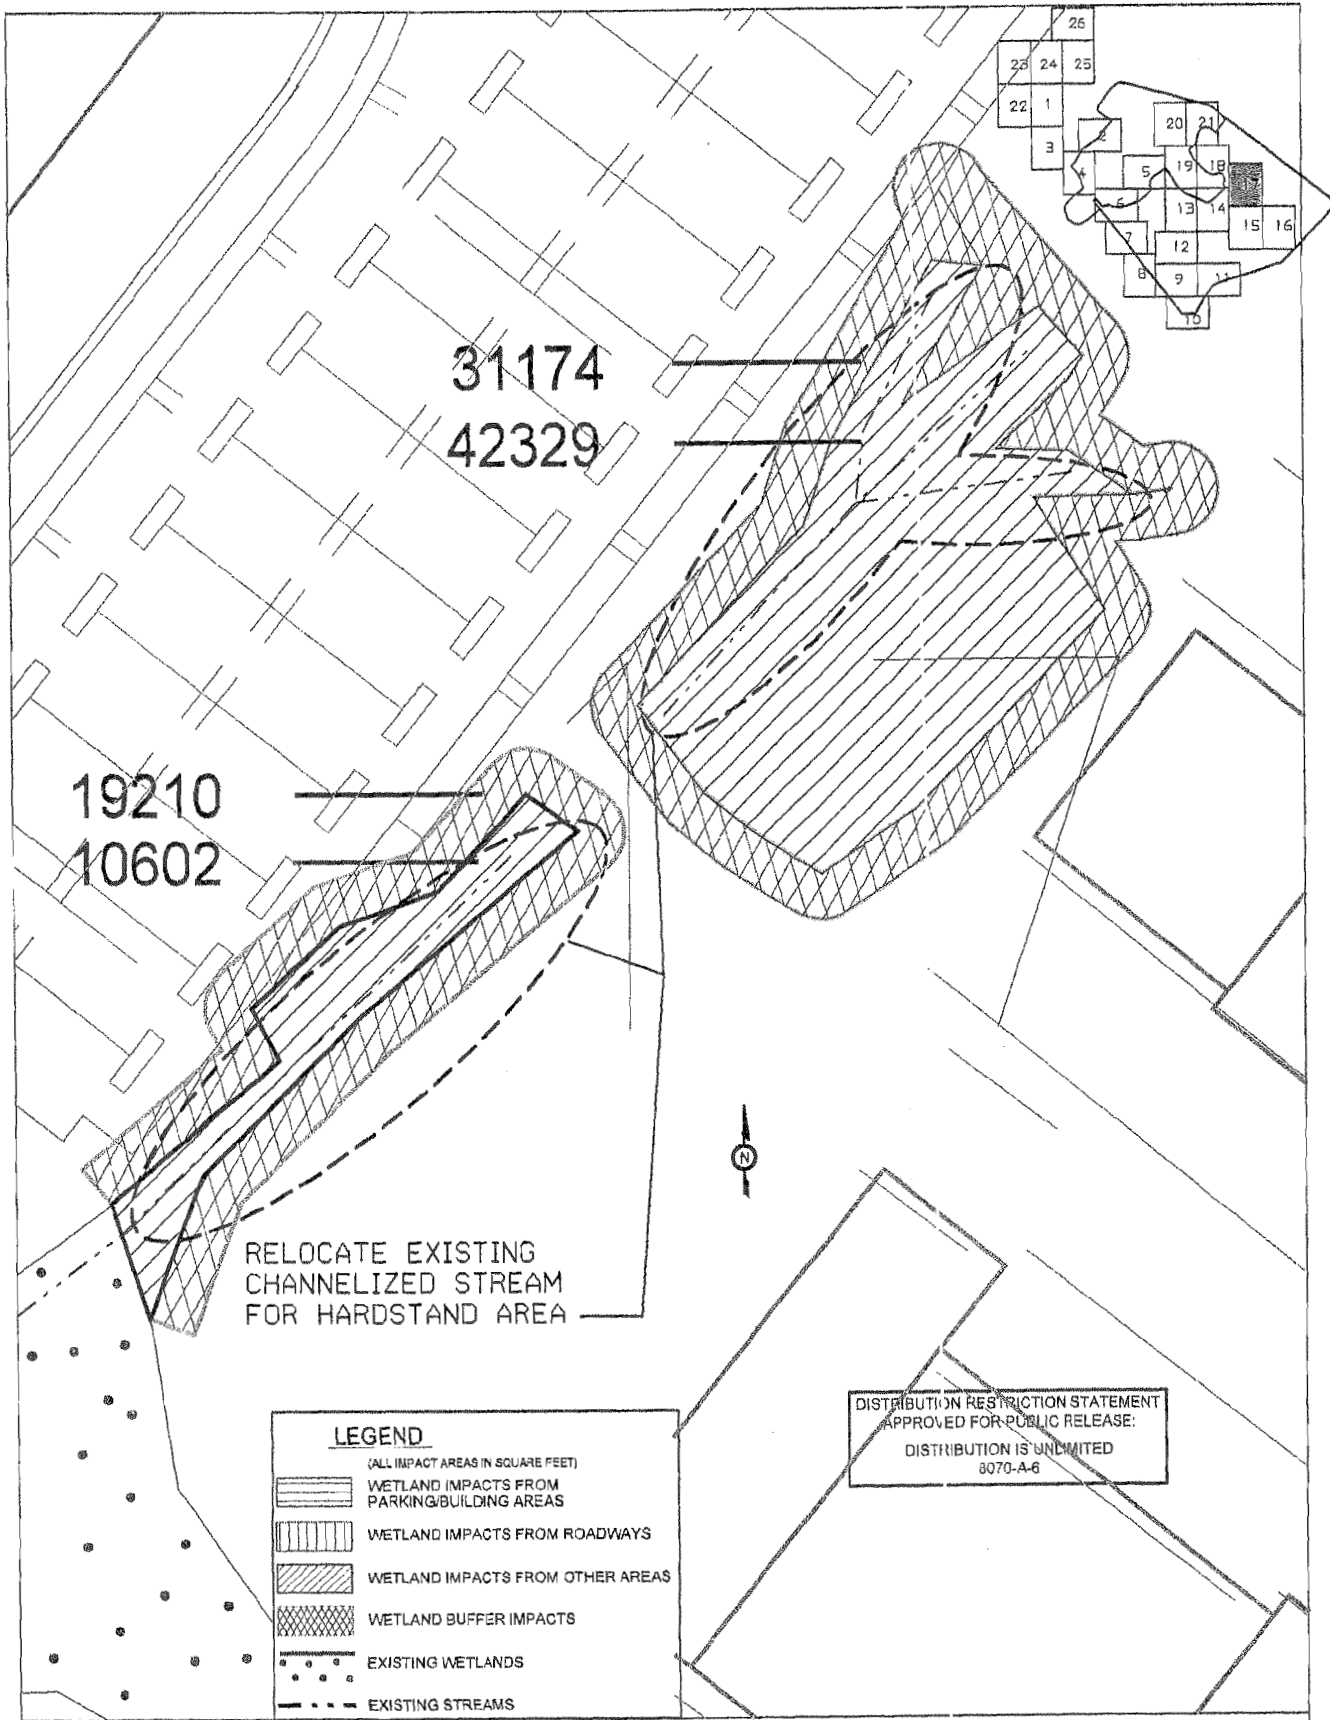 26
23 24 25
22 1
3
2
20 21
4
5
19 18
17
6
13 14
15 16
7
12
8 9 11
10
31174
42329
19210
10602
N
RELOCATE EXISTING
CHANNELIZED STREAM
FOR HARDSTAND AREA
DISTRIBUTION RESTRICTION STATEMENT
APPROVED FOR PUBLIC RELEASE:
DISTRIBUTION IS UNLIMITED
8070-A-6
LEGEND
(ALL IMPACT AREAS IN SQUARE FEET)
WETLAND IMPACTS FROM
PARKING/BUILDING AREAS
WETLAND IMPACTS FROM ROADWAYS
WETLAND IMPACTS FROM OTHER AREAS
WETLAND BUFFER IMPACTS
EXISTING WETLANDS
EXISTING STREAMS